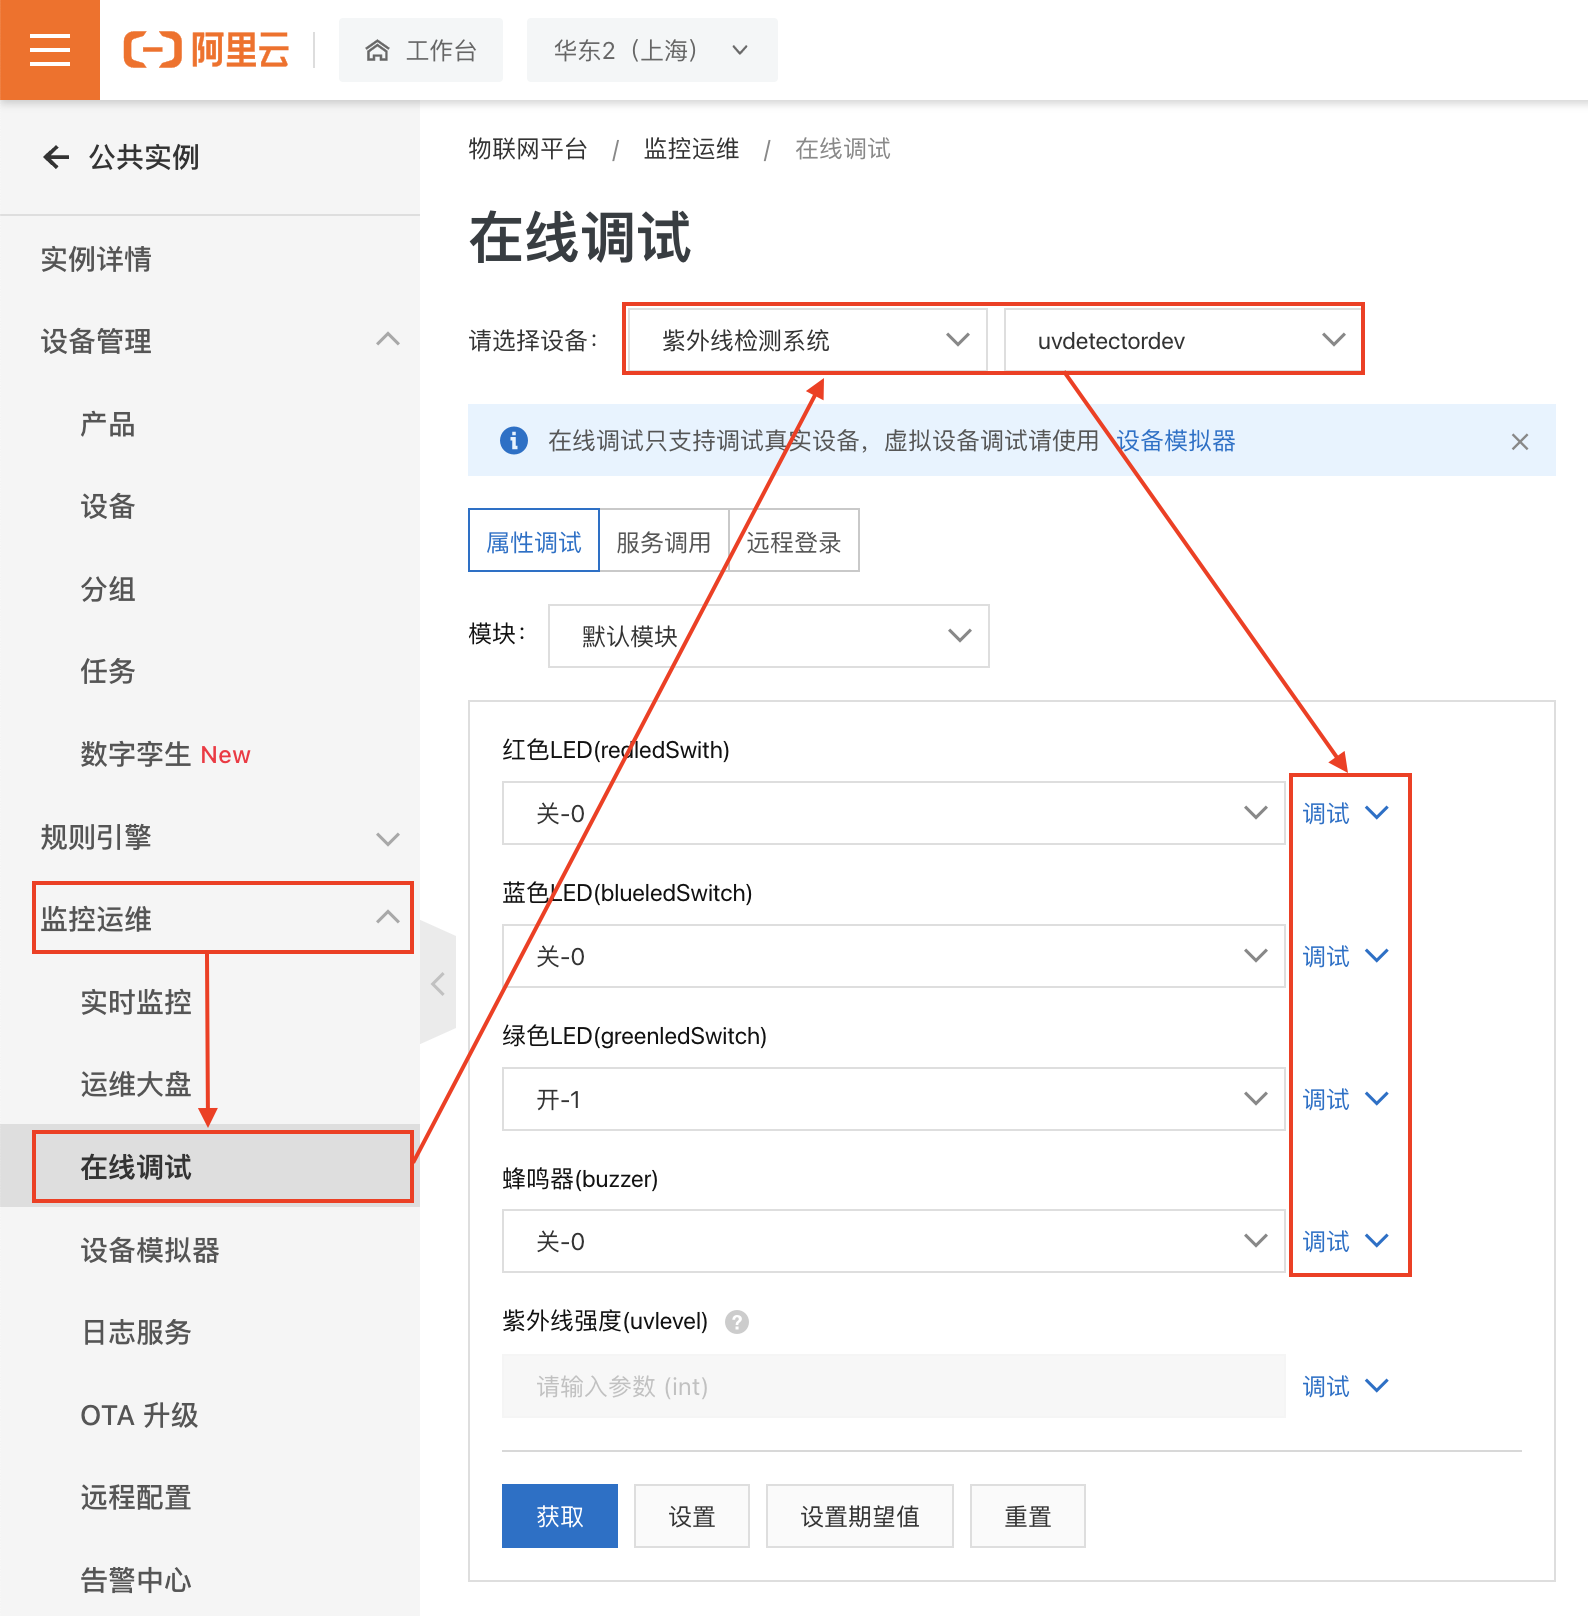 阿里云
工作台
华东2（上海）
公共实例
实例详情
设备管理
产品
设备
分组
任务
数字孪生 New
规则引擎
监控运维
实时监控
运维大盘
在线调试
设备模拟器
日志服务
OTA 升级
远程配置
告警中心
物联网平台 / 监控运维 / 在线调试
在线调试
请选择设备： 紫外线检测系统 uvdetectordev
在线调试只支持调试真实设备，虚拟设备调试请使用 设备模拟器
属性调试 服务调用 远程登录
模块： 默认模块
红色LED(redledSwith)
关-0 调试
蓝色LED(blueledSwitch)
关-0 调试
绿色LED(greenledSwitch)
开-1 调试
蜂鸣器(buzzer)
关-0 调试
紫外线强度(uvlevel) ?
请输入参数 (int) 调试
获取 设置 设置期望值 重置